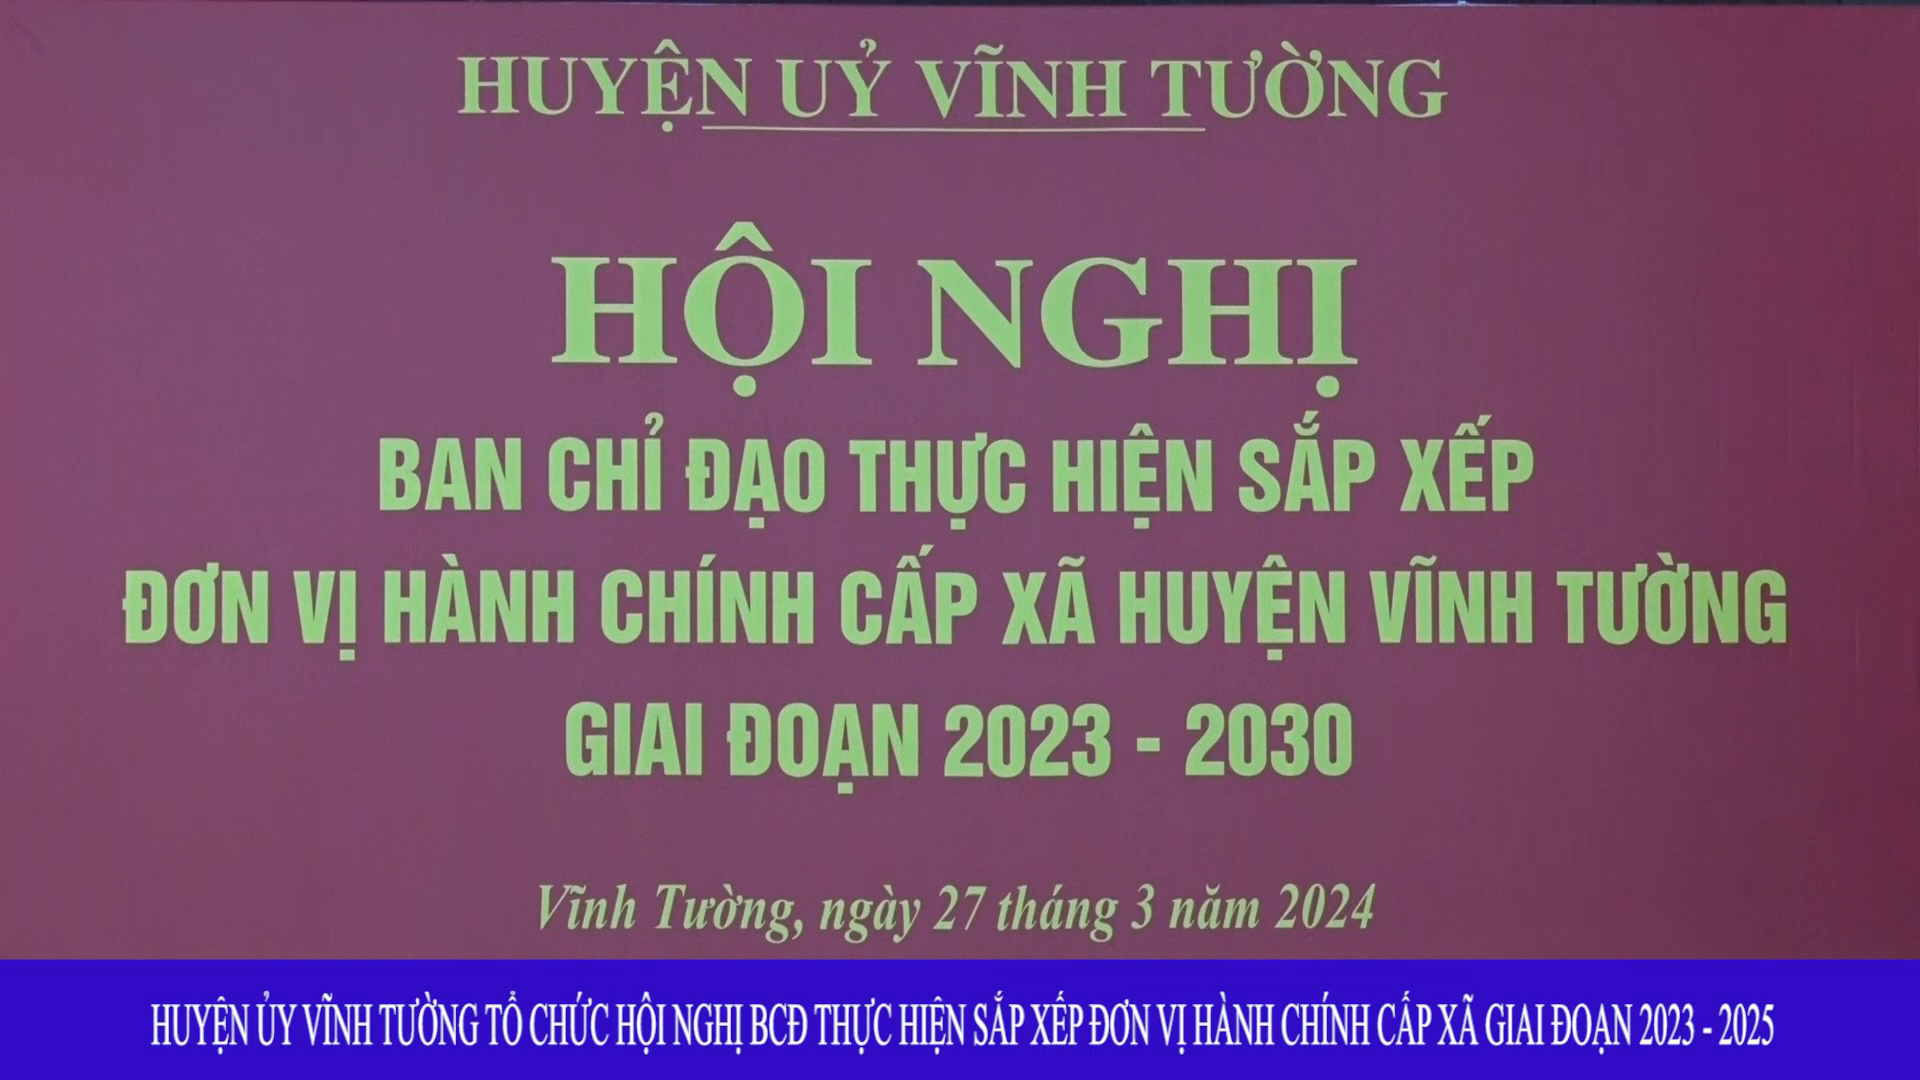 HUYỆN UỶ VĨNH TƯỜNG
HỘI NGHỊ
BAN CHỈ ĐẠO THỰC HIỆN SẮP XẾP
ĐƠN VỊ HÀNH CHÍNH CẤP XÃ HUYỆN VĨNH TƯỜNG
GIAI ĐOẠN 2023 - 2030
Vĩnh Tường, ngày 27 tháng 3 năm 2024
HUYỆN ỦY VĨNH TƯỜNG TỔ CHỨC HỘI NGHỊ BCĐ THỰC HIỆN SẮP XẾP ĐƠN VỊ HÀNH CHÍNH CẤP XÃ GIAI ĐOẠN 2023 - 2025